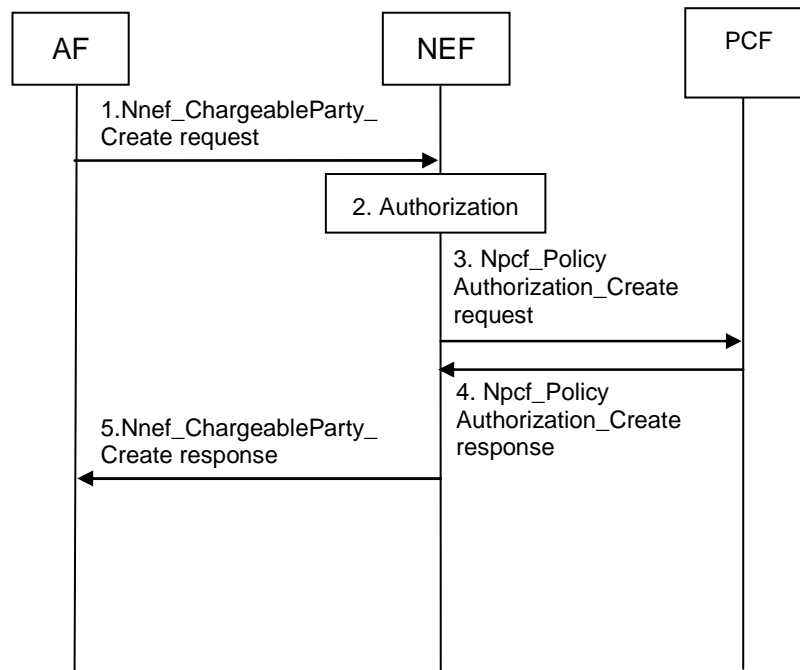 AF
NEF
PCF
1.Nnef_ChargeableParty_
Create request
2. Authorization
3. Npcf_Policy
Authorization_Create
request
4. Npcf_Policy
Authorization_Create
response
5.Nnef_ChargeableParty_
Create response